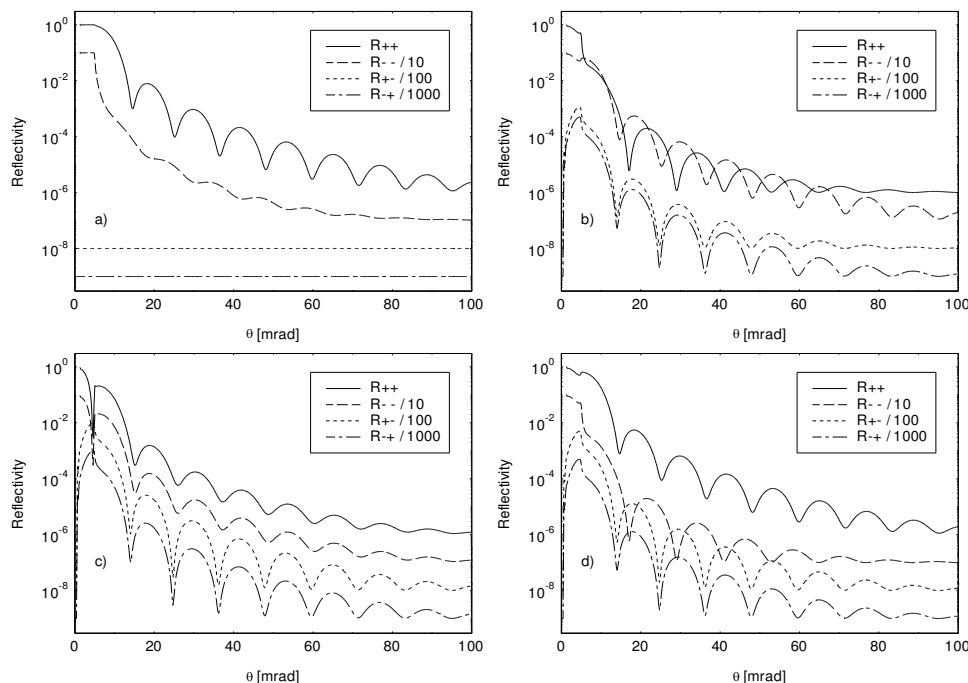 R++
R- - / 10
R+- / 100
R-+ / 1000
Reflectivity
10^0
10^-2
10^-4
10^-6
10^-8
a)
0 20 40 60 80 100
θ [mrad]
R++
R- - / 10
R+- / 100
R-+ / 1000
Reflectivity
10^0
10^-2
10^-4
10^-6
10^-8
b)
0 20 40 60 80 100
θ [mrad]
R++
R- - / 10
R+- / 100
R-+ / 1000
Reflectivity
10^0
10^-2
10^-4
10^-6
10^-8
c)
0 20 40 60 80 100
θ [mrad]
R++
R- - / 10
R+- / 100
R-+ / 1000
Reflectivity
10^0
10^-2
10^-4
10^-6
10^-8
d)
0 20 40 60 80 100
θ [mrad]